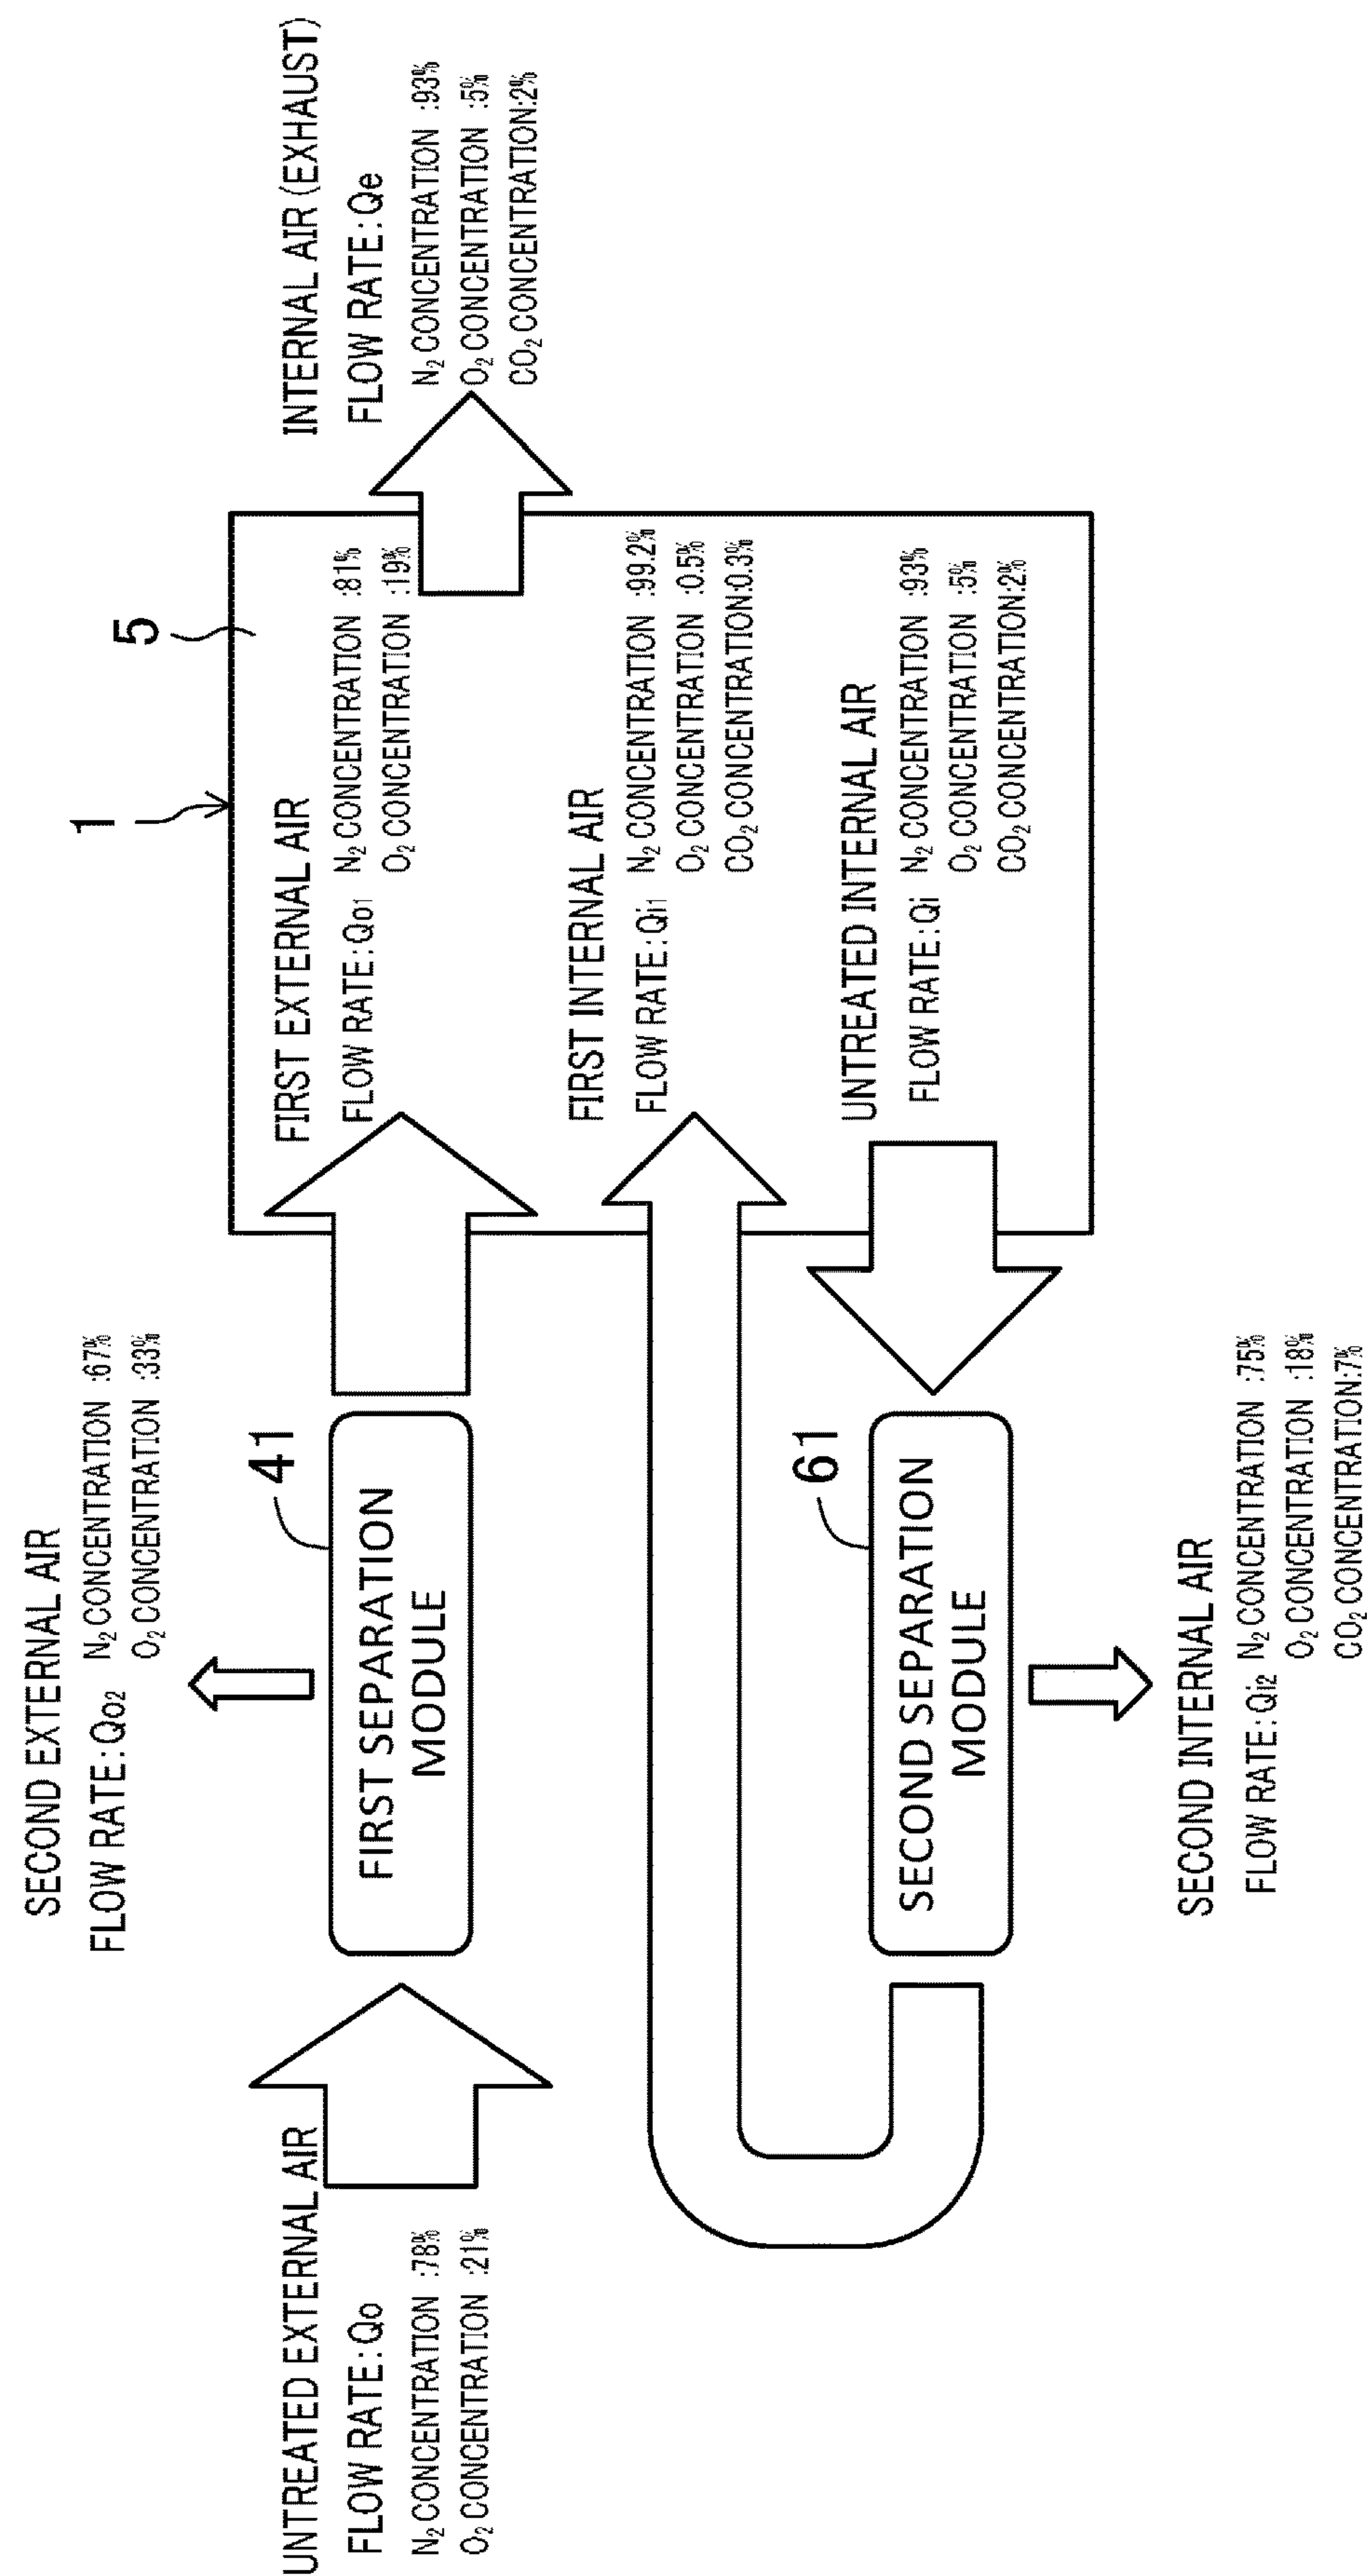 SECOND EXTERNAL AIR
FLOW RATE:Qo2
N2 CONCENTRATION :67%
O2 CONCENTRATION :33%
UNTREATED EXTERNAL AIR
FLOW RATE:Qo
N2 CONCENTRATION :78%
O2 CONCENTRATION :21%
FIRST SEPARATION
MODULE
41
1
5
FIRST EXTERNAL AIR
FLOW RATE:Qo1
N2 CONCENTRATION :81%
O2 CONCENTRATION :19%
INTERNAL AIR (EXHAUST)
FLOW RATE:Qe
N2 CONCENTRATION :93%
O2 CONCENTRATION :5%
CO2 CONCENTRATION:2%
FIRST INTERNAL AIR
FLOW RATE:Qi1
N2 CONCENTRATION :99.2%
O2 CONCENTRATION :0.5%
CO2 CONCENTRATION:0.3%
UNTREATED INTERNAL AIR
FLOW RATE:Qi
N2 CONCENTRATION :93%
O2 CONCENTRATION :5%
CO2 CONCENTRATION:2%
SECOND SEPARATION
MODULE
61
SECOND INTERNAL AIR
FLOW RATE:Qi2
N2 CONCENTRATION :75%
O2 CONCENTRATION :18%
CO2 CONCENTRATION:7%